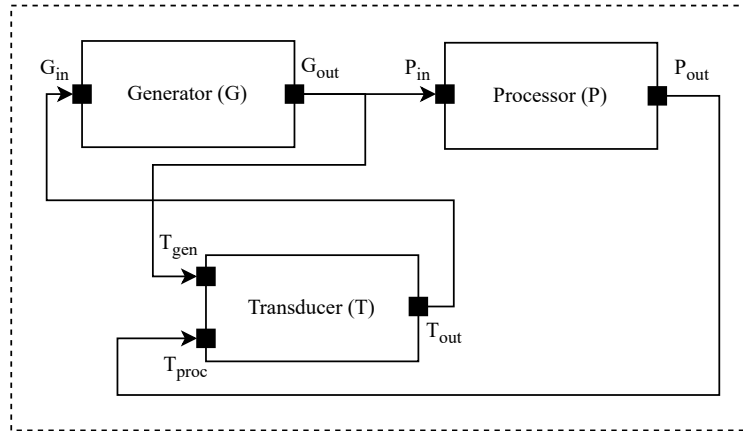 G_in
Generator (G)
G_out
P_in
Processor (P)
P_out
T_gen
Transducer (T)
T_out
T_proc